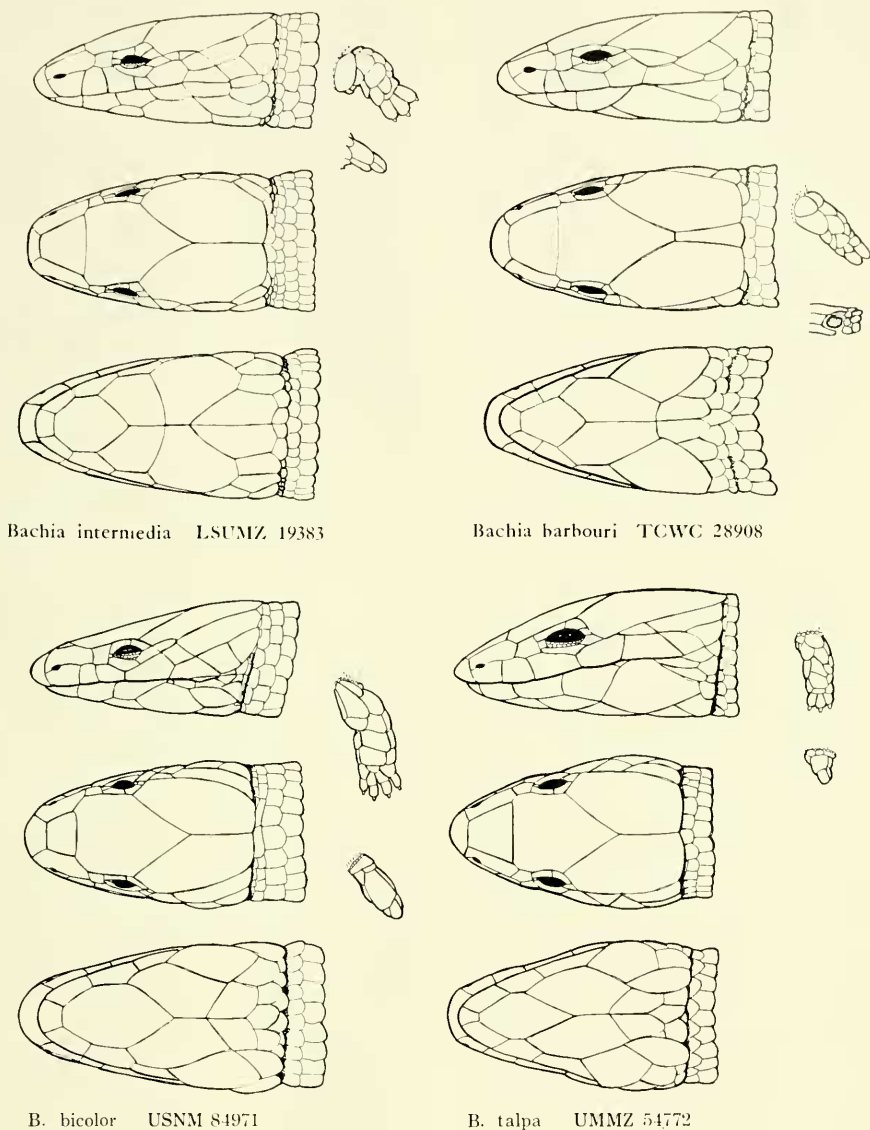 Bachia intermedia LSUMZ 19383
Bachia barbouri TCWC 28908
B. bicolor USNM 84971
B. talpa UMMZ 54772